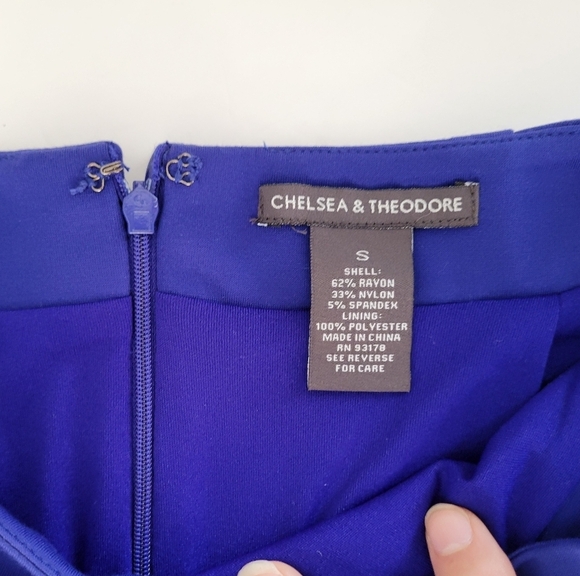 CHELSEA & THEODORE
S
SHELL:
62% RAYON
33% NYLON
5% SPANDEX
LINING:
100% POLYESTER
MADE IN CHINA
RN 93178
SEE REVERSE
FOR CARE